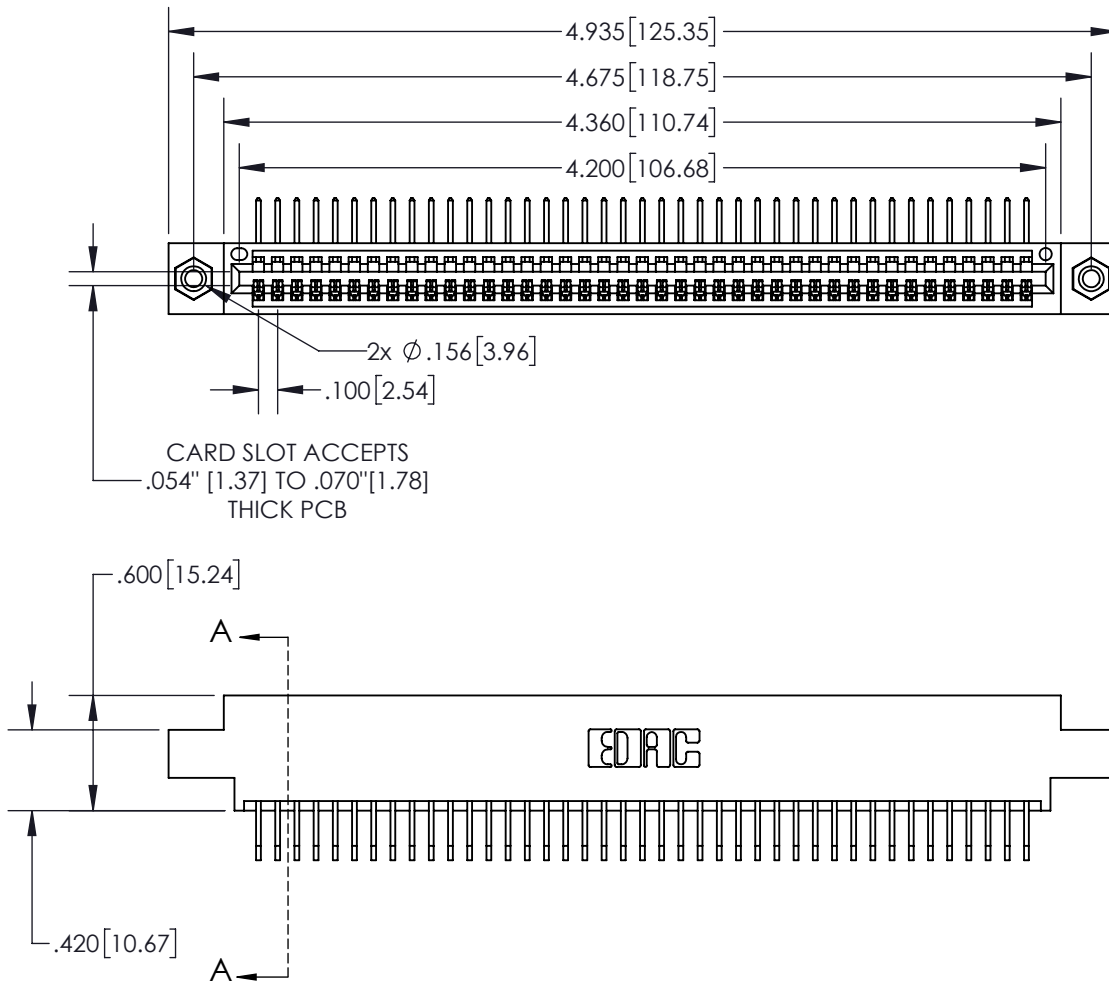 4.935[125.35]
4.675[118.75]
4.360[110.74]
4.200[106.68]
2x Ø .156[3.96]
.100[2.54]
CARD SLOT ACCEPTS
.054" [1.37] TO .070"[1.78]
THICK PCB
.600[15.24]
A
EDAC
.420[10.67]
A